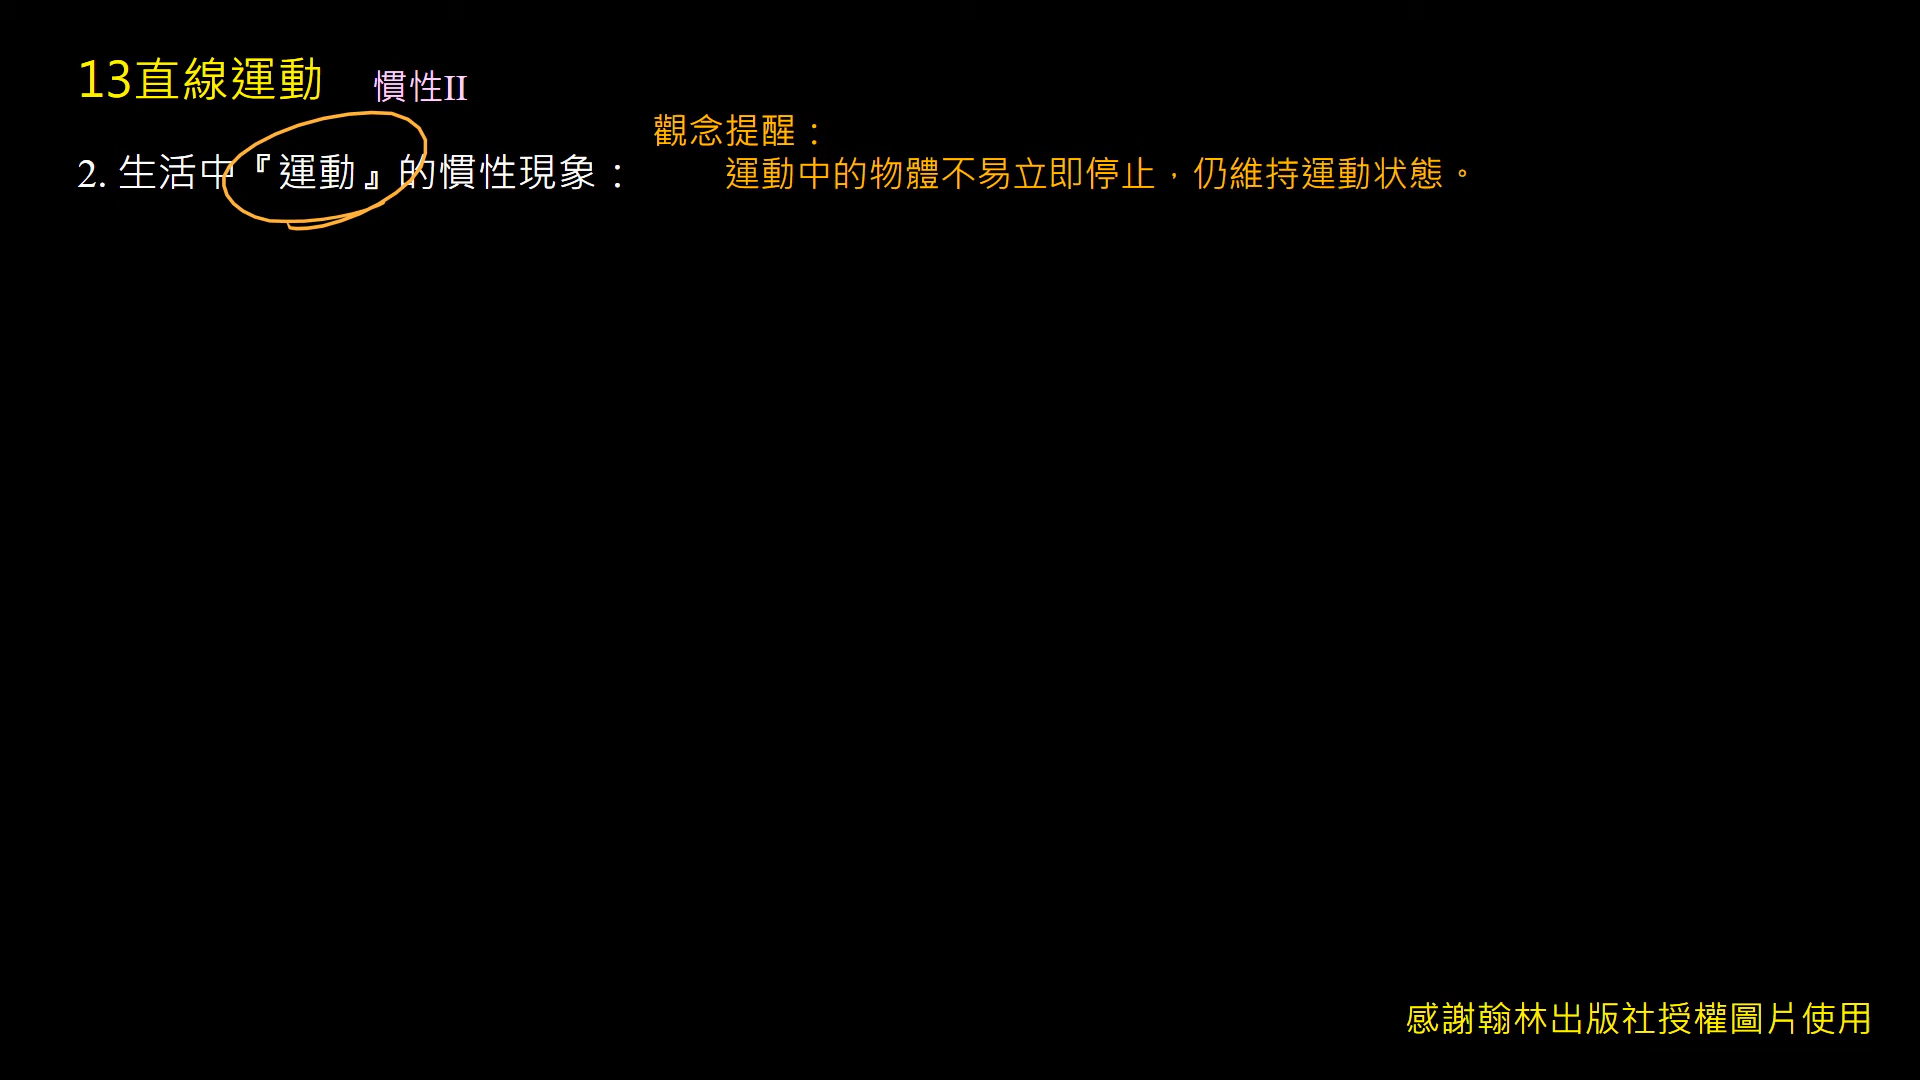 13直線運動 慣性II
觀念提醒：
2. 生活中『運動』的慣性現象： 運動中的物體不易立即停止，仍維持運動状態。
感謝翰林出版社授權圖片使用